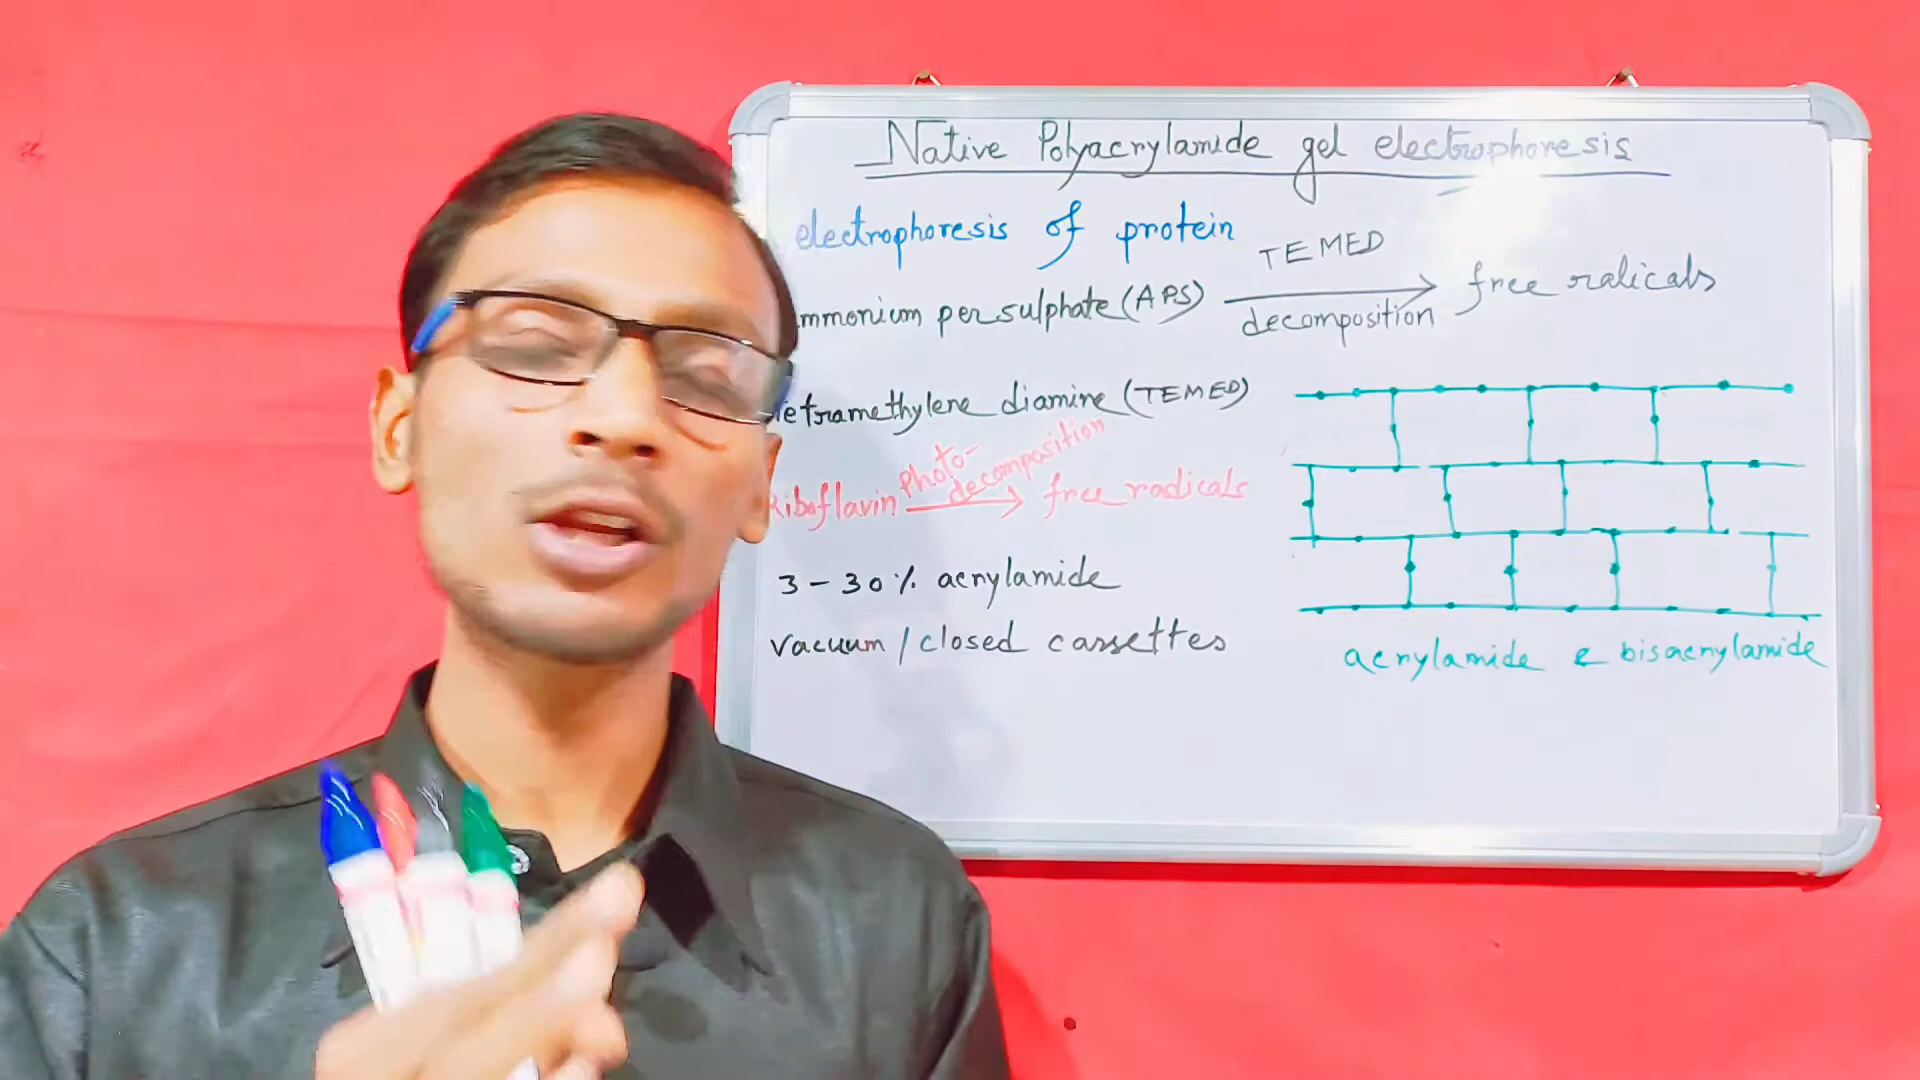 Native Polyacrylamide gel electrophoresis
electrophoresis of protein
mmonium persulphate (APS) TEMED decomposition free ralicals
etramethylene diamine (TEMED)
Riboflavin photo-decomposition free radicals
3-30% acrylamide
vacuum / closed cassettes
acrylamide e bisacrylamide